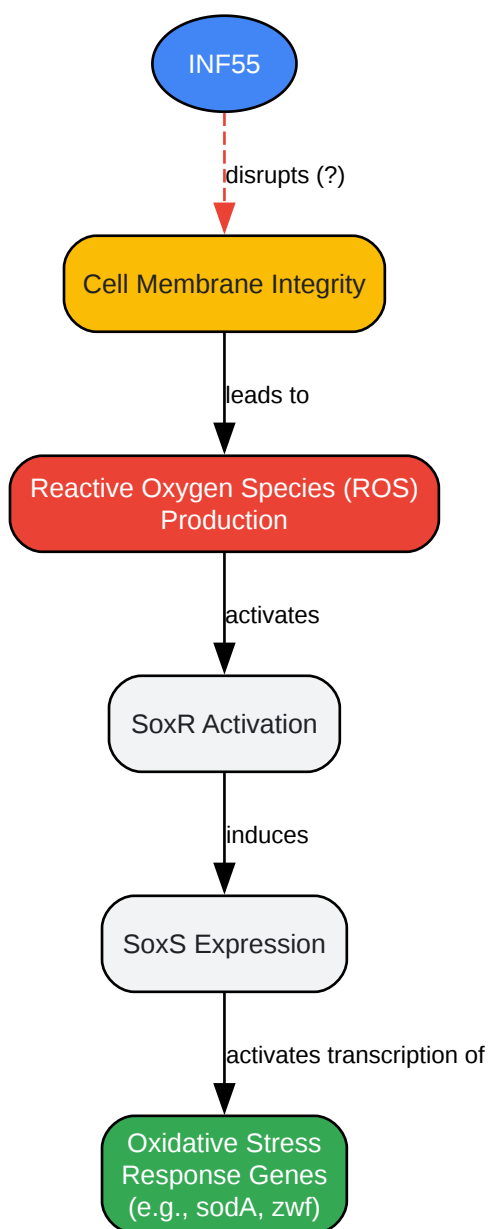 INF55
disrupts (?)
Cell Membrane Integrity
leads to
Reactive Oxygen Species (ROS)
Production
activates
SoxR Activation
induces
SoxS Expression
activates transcription of
Oxidative Stress
Response Genes
(e.g., sodA, zwf)